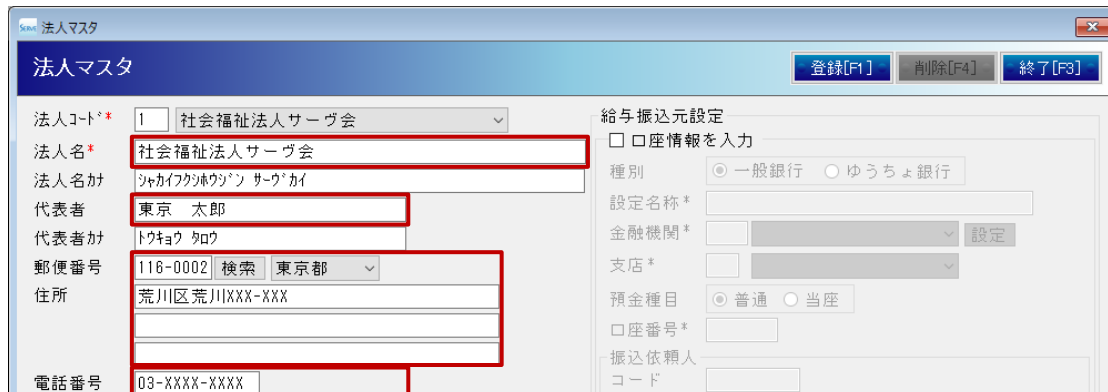 SERVE 法人マスタ
法人マスタ
登録[F1] 削除[F4] 終了[F3]
法人ｺｰﾄﾞ* 1 社会福祉法人サーヴ会
法人名* 社会福祉法人サーヴ会
法人名ｶﾅ ｼｬｶｲﾌｸｼﾎｳｼﾞﾝ ｻｰｳﾞｶｲ
代表者 東京　太郎
代表者ｶﾅ ﾄｳｷｮｳ ﾀﾛｳ
郵便番号 116-0002 検索 東京都
住所 荒川区荒川XXX-XXX
電話番号 03-XXXX-XXXX
給与振込元設定
口座情報を入力
種別 一般銀行 ゆうちょ銀行
設定名称*
金融機関* 設定
支店*
預金種目 普通 当座
口座番号*
振込依頼人
コード